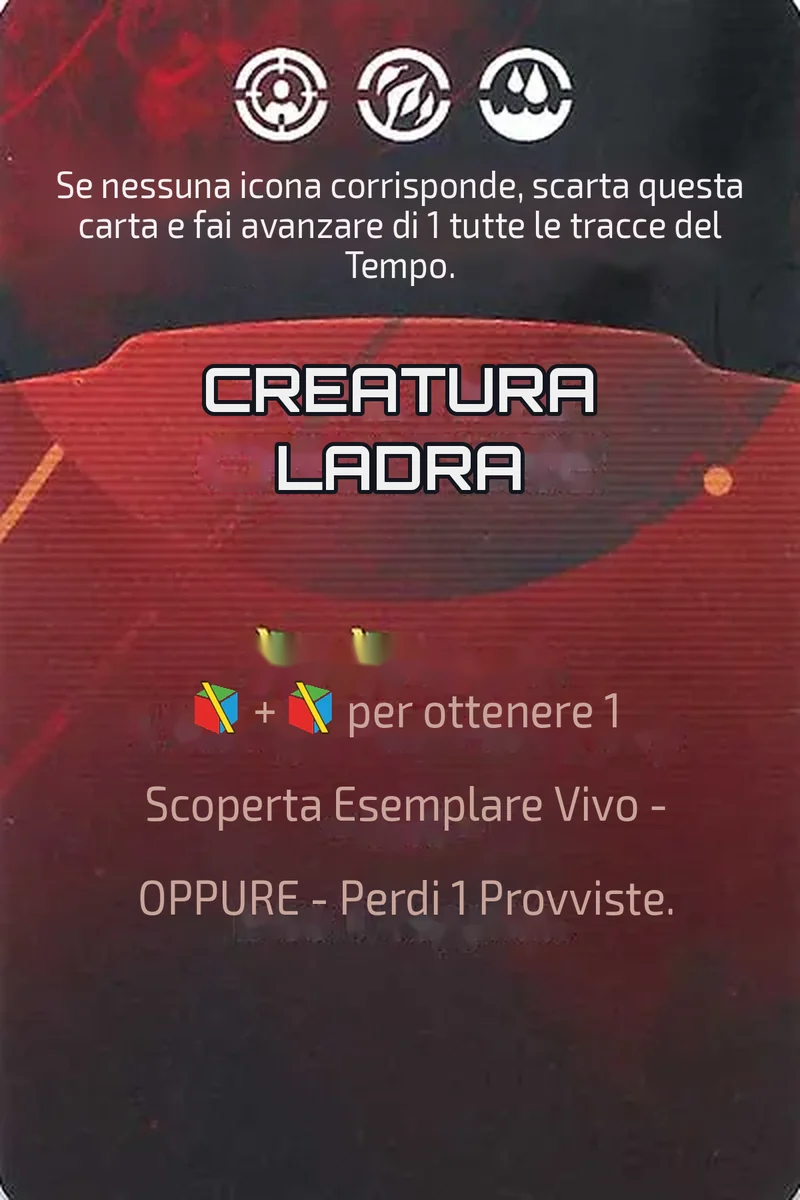 Se nessuna icona corrisponde, scarta questa
carta e fai avanzare di 1 tutte le tracce del
Tempo.
CREATURA
LADRA
+ per ottenere 1
Scoperta Esemplare Vivo -
OPPURE - Perdi 1 Provviste.